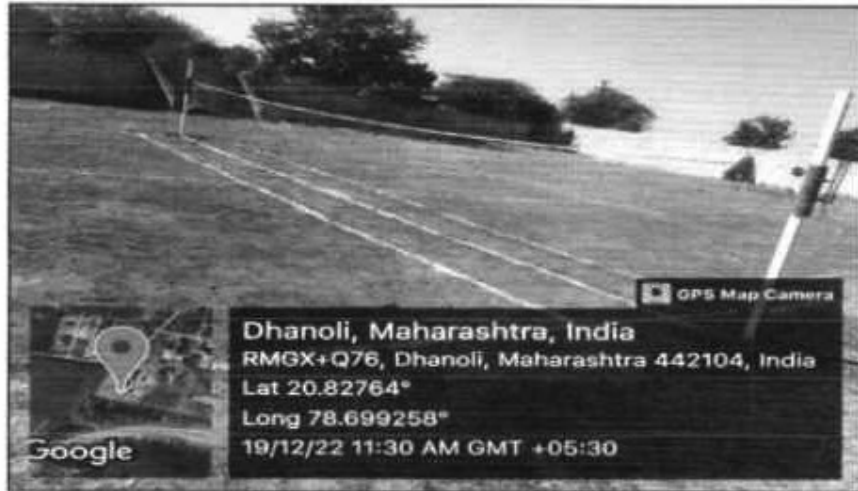 GPS Map Camera
Dhanoli, Maharashtra, India
RMGX+Q76, Dhanoli, Maharashtra 442104, India
Lat 20.82764°
Long 78.699258°
19/12/22 11:30 AM GMT +05:30
Google